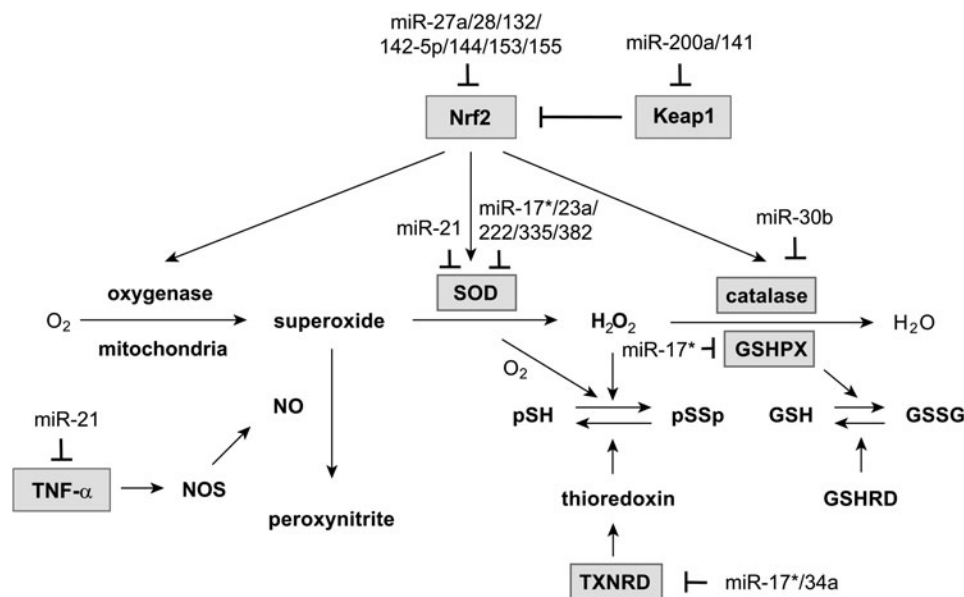 miR-27a/28/132/
142-5p/144/153/155
miR-200a/141
Nrf2
Keap1
miR-21
miR-17*/23a/
222/335/382
miR-30b
oxygenase
SOD
catalase
O₂
superoxide
H₂O₂
H₂O
mitochondria
miR-17*
GSHPX
O₂
NO
pSH
pSSp
GSH
GSSG
miR-21
TNF-α
NOS
thioredoxin
GSHRD
peroxynitrite
TXNRD
miR-17*/34a